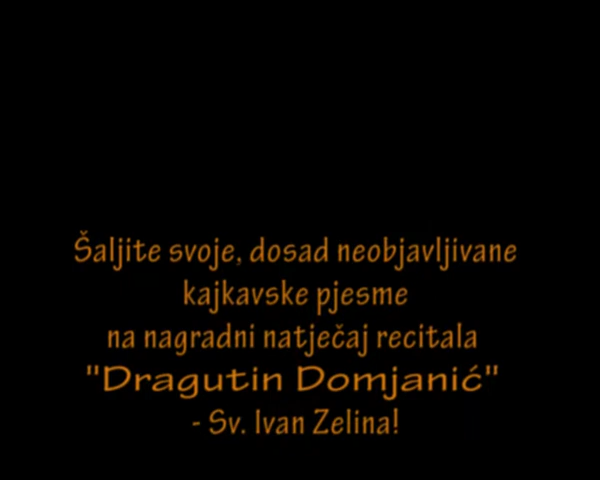 Šaljite svoje, dosad neobjavljivane
kajkavske pjesme
na nagradni natječaj recitala
"Dragutin Domjanić"
- Sv. Ivan Zelina!